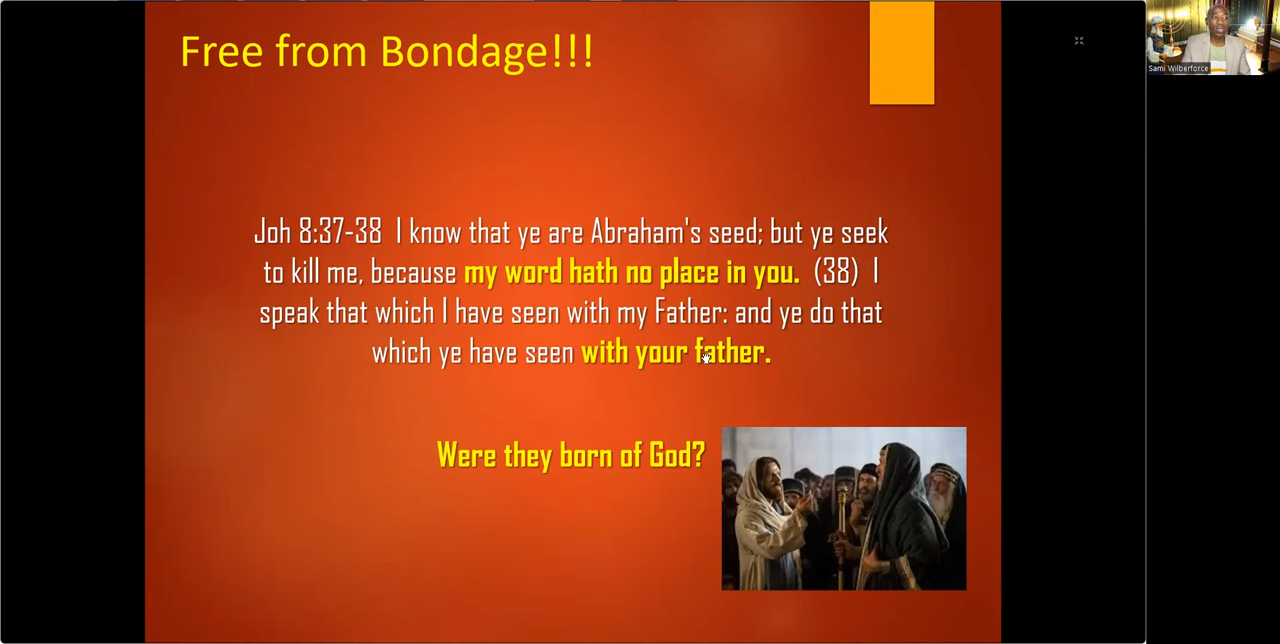 Free from Bondage!!!
Joh 8:37-38 I know that ye are Abraham's seed; but ye seek
to kill me, because my word hath no place in you. (38) I
speak that which I have seen with my Father: and ye do that
which ye have seen with your father.
Were they born of God?
Sami Wilberforce